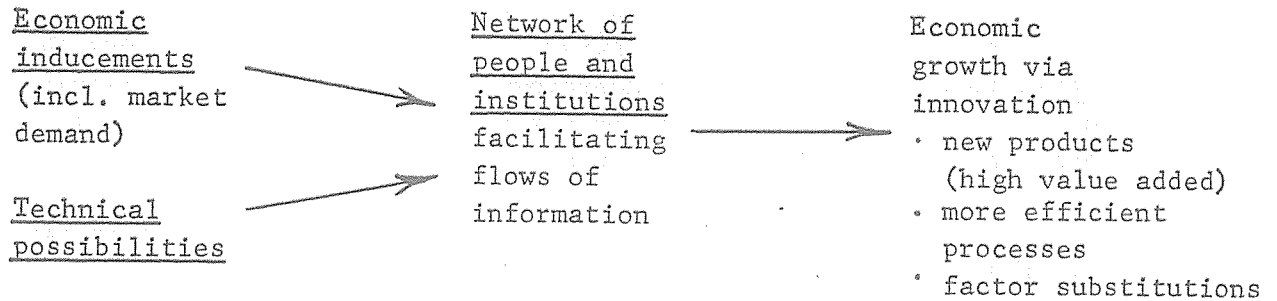 Economic
inducements
(incl. market
demand)
Technical
possibilities
Network of
people and
institutions
facilitating
flows of
information
Economic
growth via
innovation
· new products
(high value added)
· more efficient
processes
· factor substitutions